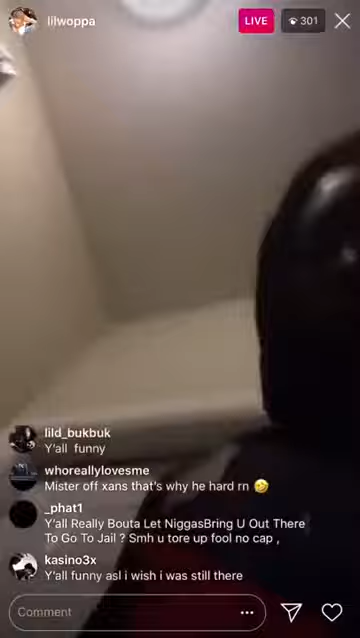 lilwoppa LIVE 301
lild_bukbuk
Y'all  funny
whoreallylovesme
Mister off xans that's why he hard rn 🤣
_phat1
Y'all Really Bouta Let NiggasBring U Out There
To Go To Jail ? Smh u tore up fool no cap ,
kasino3x
Y'all funny asl i wish i was still there
Comment